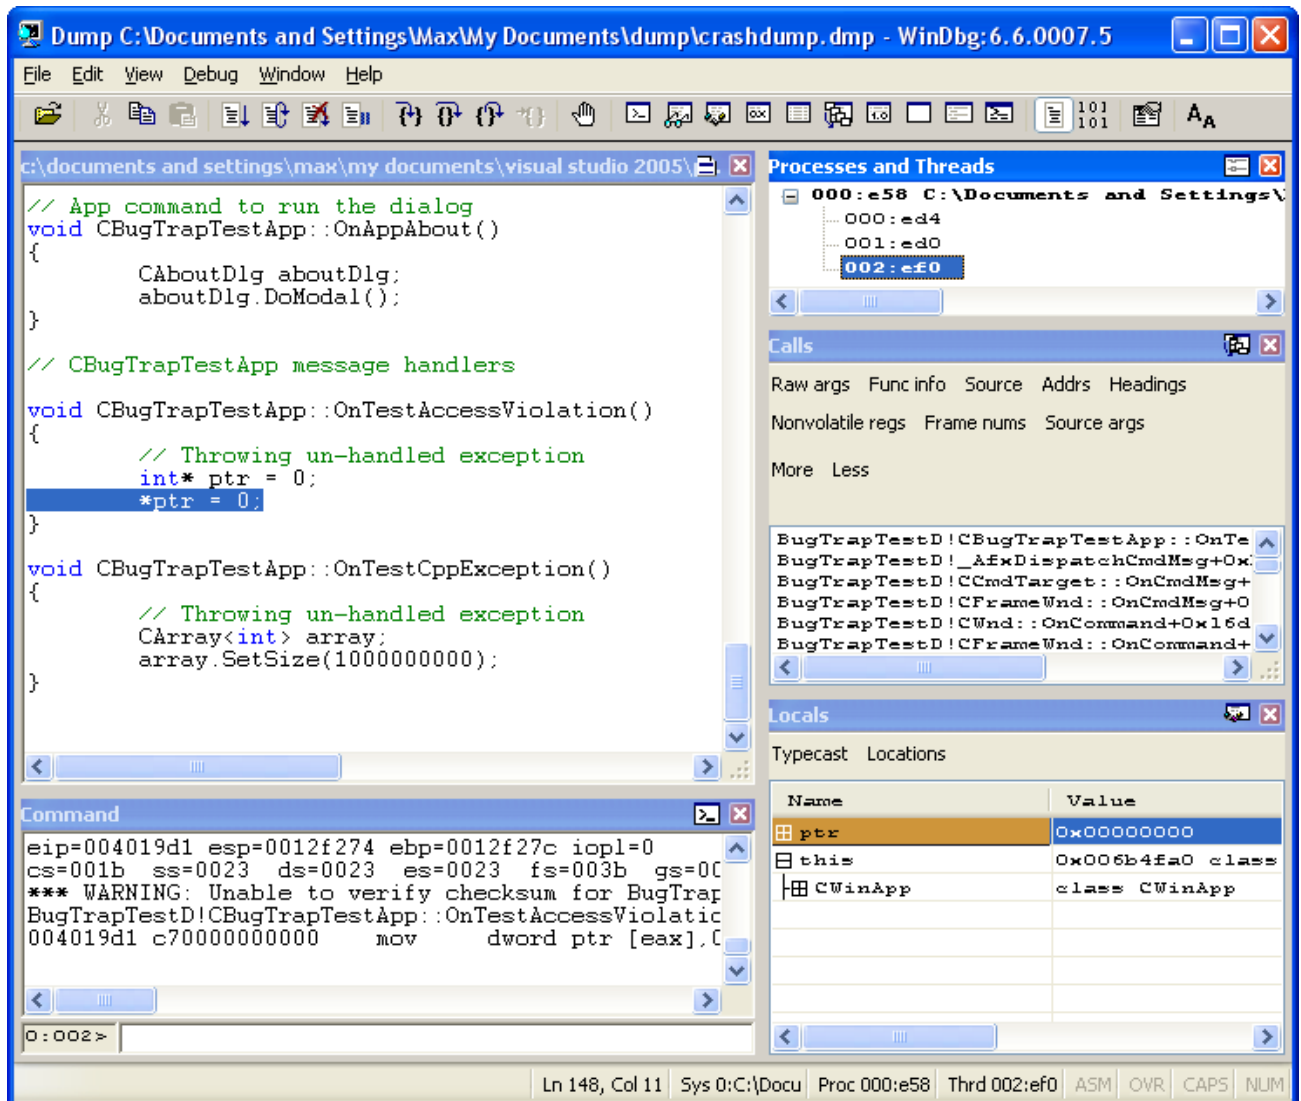 Dump C:\Documents and Settings\Max\My Documents\dump\crashdump.dmp - WinDbg:6.6.0007.5
File Edit View Debug Window Help
c:\documents and settings\max\my documents\visual studio 2005\
// App command to run the dialog
void CBugTrapTestApp::OnAppAbout()
{
CAboutDlg aboutDlg;
aboutDlg.DoModal();
}
// CBugTrapTestApp message handlers
void CBugTrapTestApp::OnTestAccessViolation()
{
// Throwing un-handled exception
int* ptr = 0;
*ptr = 0;
}
void CBugTrapTestApp::OnTestCppException()
{
// Throwing un-handled exception
CArray<int> array;
array.SetSize(1000000000);
}
Command
eip=004019d1 esp=0012f274 ebp=0012f27c iopl=0
cs=001b ss=0023 ds=0023 es=0023 fs=003b gs=00
*** WARNING: Unable to verify checksum for BugTrap
BugTrapTestD!CBugTrapTestApp::OnTestAccessViolatic
004019d1 c70000000000 mov dword ptr [eax],0
0:002>
Processes and Threads
000:e58 C:\Documents and Settings\
000:ed4
001:ed0
002:ef0
Calls
Raw args Func info Source Addrs Headings
Nonvolatile regs Frame nums Source args
More Less
BugTrapTestD!CBugTrapTestApp::OnTe
BugTrapTestD!_AfxDispatchCmdMsg+0x
BugTrapTestD!CCmdTarget::OnCmdMsg+
BugTrapTestD!CFrameWnd::OnCmdMsg+0
BugTrapTestD!CWnd::OnCommand+0x16d
BugTrapTestD!CFrameWnd::OnCommand+
Locals
Typecast Locations
Name Value
ptr 0x00000000
this 0x006b4fa0 class
CWinApp class CWinApp
Ln 148, Col 11 Sys 0:C:\Docu Proc 000:e58 Thrd 002:ef0 ASM OVR CAPS NUM